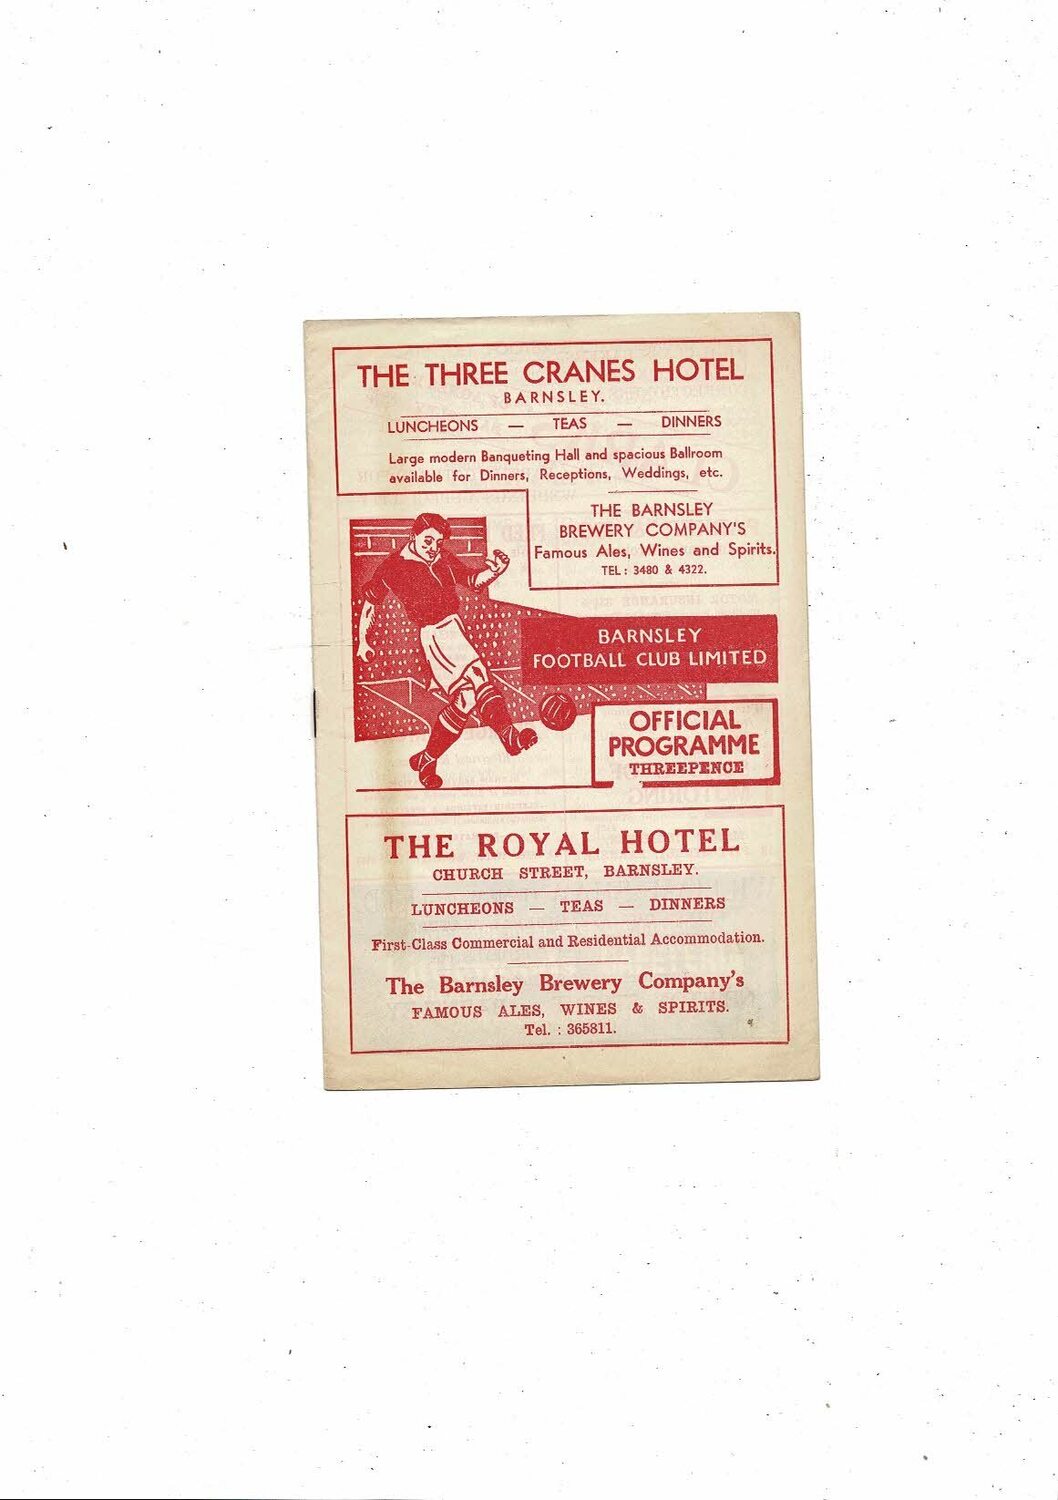 THE THREE CRANES HOTEL
BARNSLEY.
LUNCHEONS — TEAS — DINNERS
Large modern Banqueting Hall and spacious Ballroom
available for Dinners, Receptions, Weddings, etc.
THE BARNSLEY
BREWERY COMPANY'S
Famous Ales, Wines and Spirits.
TEL: 3480 & 4322.
BARNSLEY
FOOTBALL CLUB LIMITED
OFFICIAL
PROGRAMME
THREEPENCE
THE ROYAL HOTEL
CHURCH STREET, BARNSLEY.
LUNCHEONS — TEAS — DINNERS
First-Class Commercial and Residential Accommodation.
The Barnsley Brewery Company's
FAMOUS ALES, WINES & SPIRITS.
Tel. : 365811.